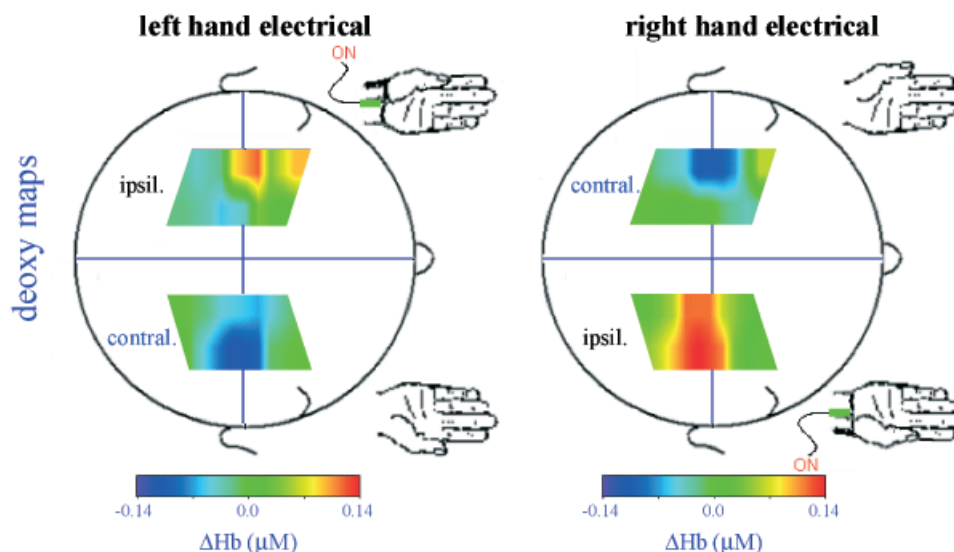 left hand electrical
right hand electrical
ON
deoxy maps
ipsil.
contral.
contral.
ipsil.
ON
-0.14
0.0
0.14
-0.14
0.0
0.14
ΔHb (μM)
ΔHb (μM)